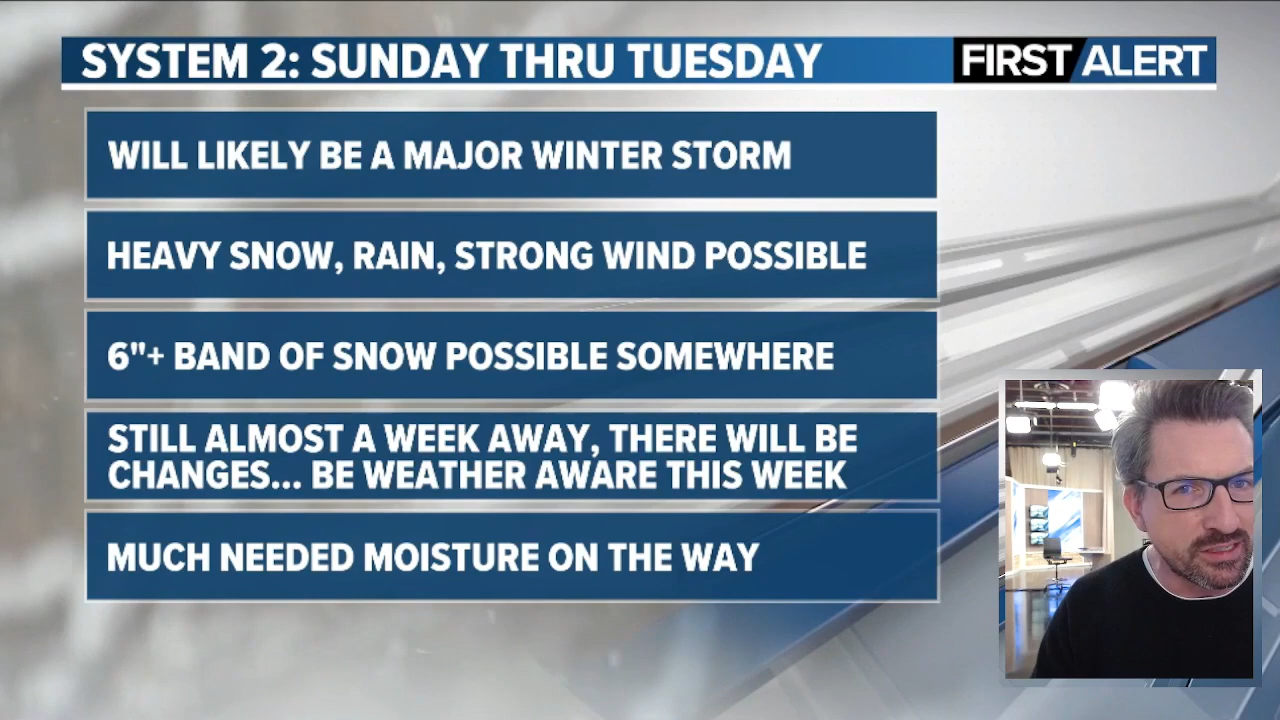 SYSTEM 2: SUNDAY THRU TUESDAY
FIRST ALERT
WILL LIKELY BE A MAJOR WINTER STORM
HEAVY SNOW, RAIN, STRONG WIND POSSIBLE
6"+ BAND OF SNOW POSSIBLE SOMEWHERE
STILL ALMOST A WEEK AWAY, THERE WILL BE
CHANGES... BE WEATHER AWARE THIS WEEK
MUCH NEEDED MOISTURE ON THE WAY